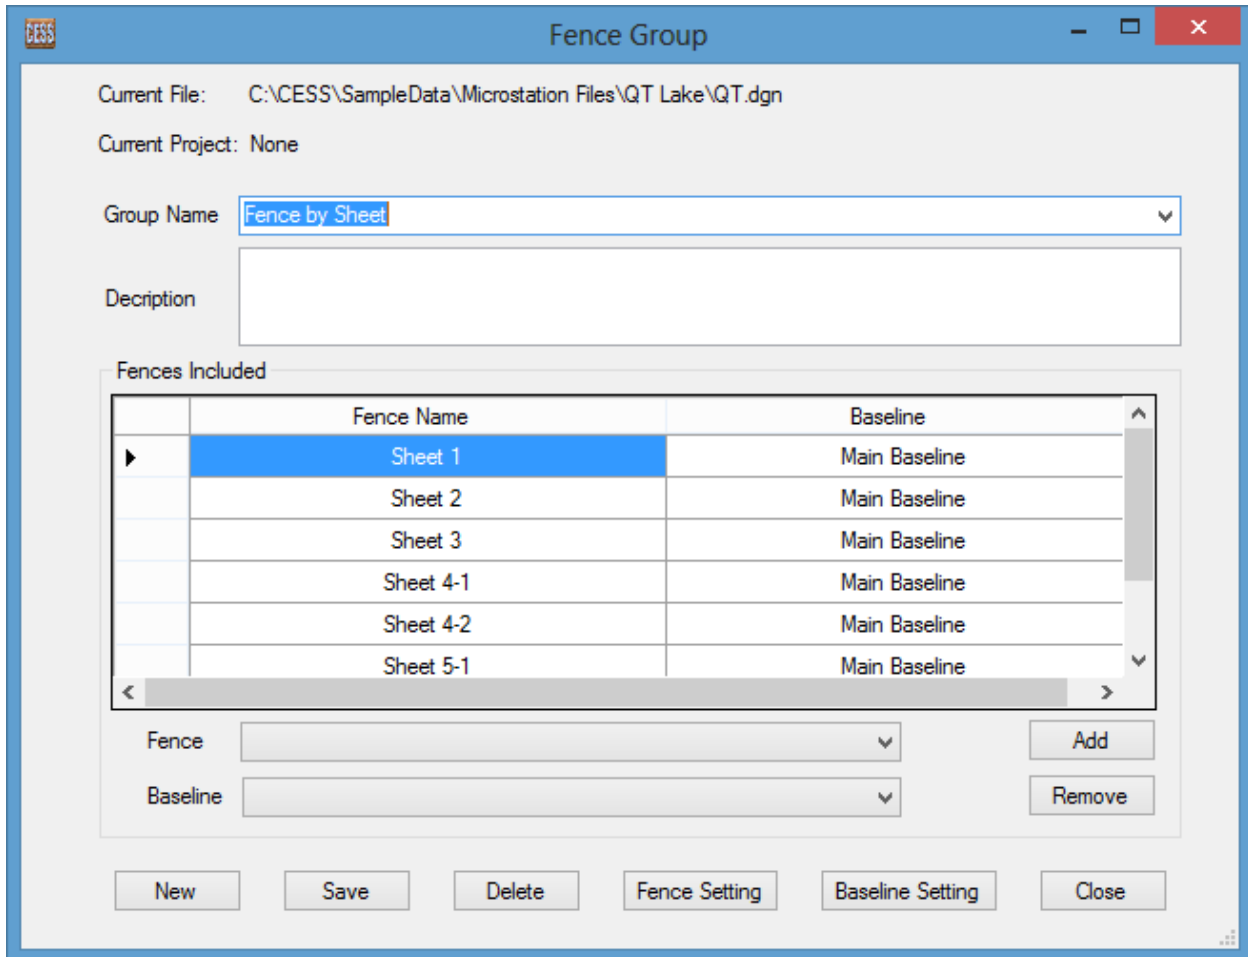 CESS
Fence Group
Current File: C:\CESS\SampleData\Microstation Files\QT Lake\QT.dgn
Current Project: None
Group Name Fence by Sheet
Decription
Fences Included
Fence Name Baseline
Sheet 1 Main Baseline
Sheet 2 Main Baseline
Sheet 3 Main Baseline
Sheet 4-1 Main Baseline
Sheet 4-2 Main Baseline
Sheet 5-1 Main Baseline
Fence Add
Baseline Remove
New Save Delete Fence Setting Baseline Setting Close